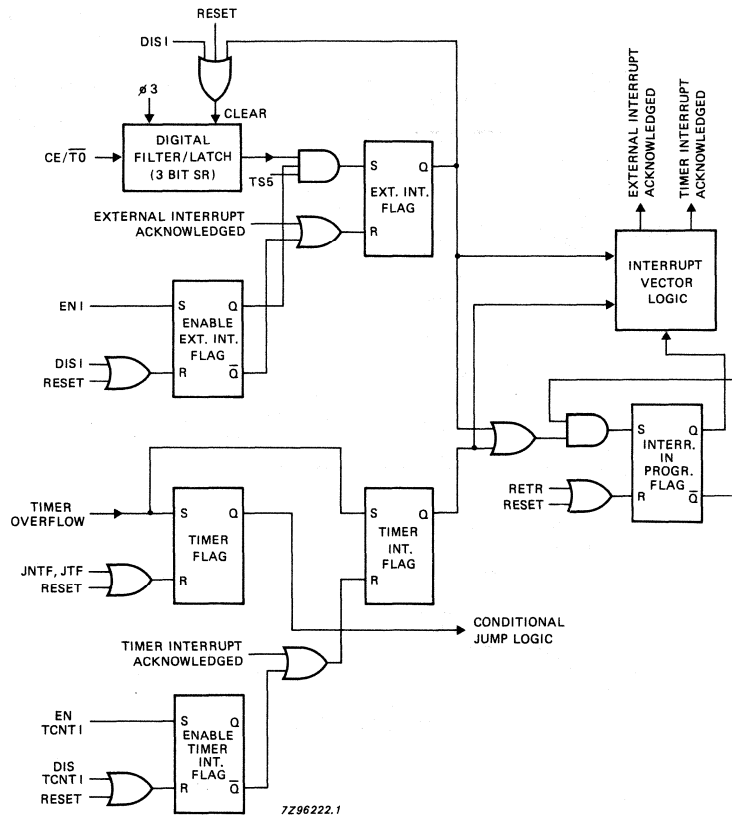 RESET
DIS I
ø 3
CLEAR
DIGITAL
FILTER/LATCH
(3 BIT SR)
CE/T̅0̅
TS5
S
Q
EXT. INT.
FLAG
R
EXTERNAL INTERRUPT
ACKNOWLEDGED
EXTERNAL INTERRUPT
ACKNOWLEDGED
TIMER INTERRUPT
ACKNOWLEDGED
INTERRUPT
VECTOR
LOGIC
EN I
S
Q
ENABLE
EXT. INT.
FLAG
R
Q̅
DIS I
RESET
S
Q
INTERR.
IN
PROGR.
FLAG
R
Q̅
RETR
RESET
TIMER
OVERFLOW
S
Q
TIMER
FLAG
R
JNTF, JTF
RESET
S
Q
TIMER
INT.
FLAG
R
CONDITIONAL
JUMP LOGIC
TIMER INTERRUPT
ACKNOWLEDGED
EN
TCNT I
S
Q
ENABLE
TIMER
INT.
FLAG
R
Q̅
DIS
TCNT I
RESET
7Z96222.1